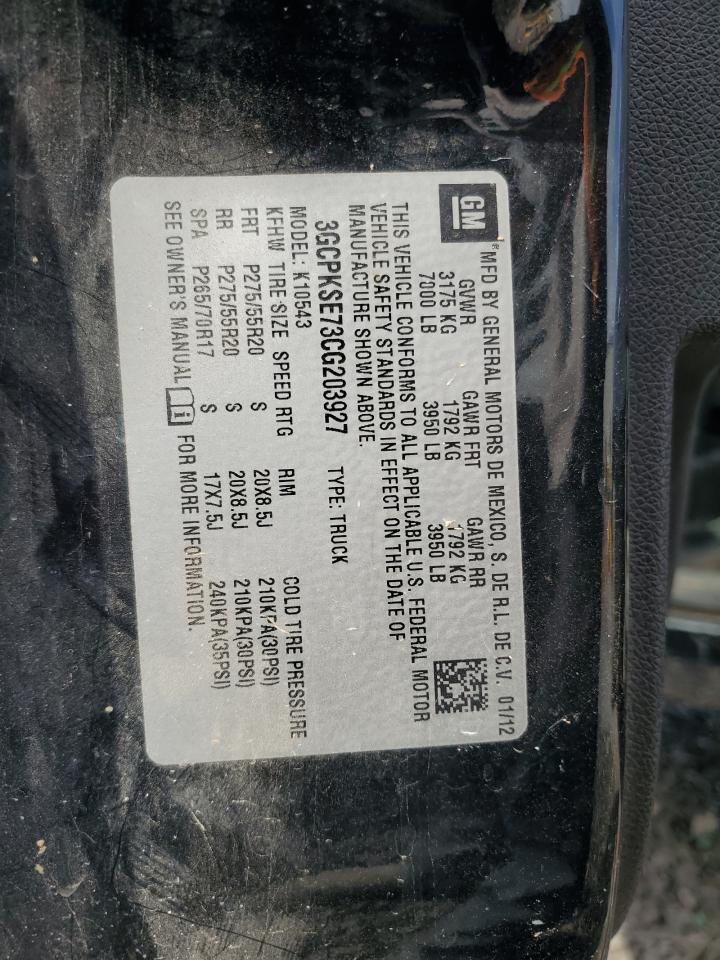 GM ® MFD BY GENERAL MOTORS DE MEXICO, S. DE R.L. DE C.V. 01/12
GVWR GAWR FRT GAWR RR
3175 KG 1792 KG 1792 KG
7000 LB 3950 LB 3950 LB
THIS VEHICLE CONFORMS TO ALL APPLICABLE U.S. FEDERAL MOTOR
VEHICLE SAFETY STANDARDS IN EFFECT ON THE DATE OF
MANUFACTURE SHOWN ABOVE.
3GCPKSE73CG203927 TYPE: TRUCK
MODEL: K10543
KFHW TIRE SIZE SPEED RTG RIM COLD TIRE PRESSURE
FRT P275/55R20 S 20X8.5J 210KPA(30PSI)
RR P275/55R20 S 20X8.5J 210KPA(30PSI)
SPA P265/70R17 S 17X7.5J 240KPA(35PSI)
SEE OWNER'S MANUAL i FOR MORE INFORMATION.